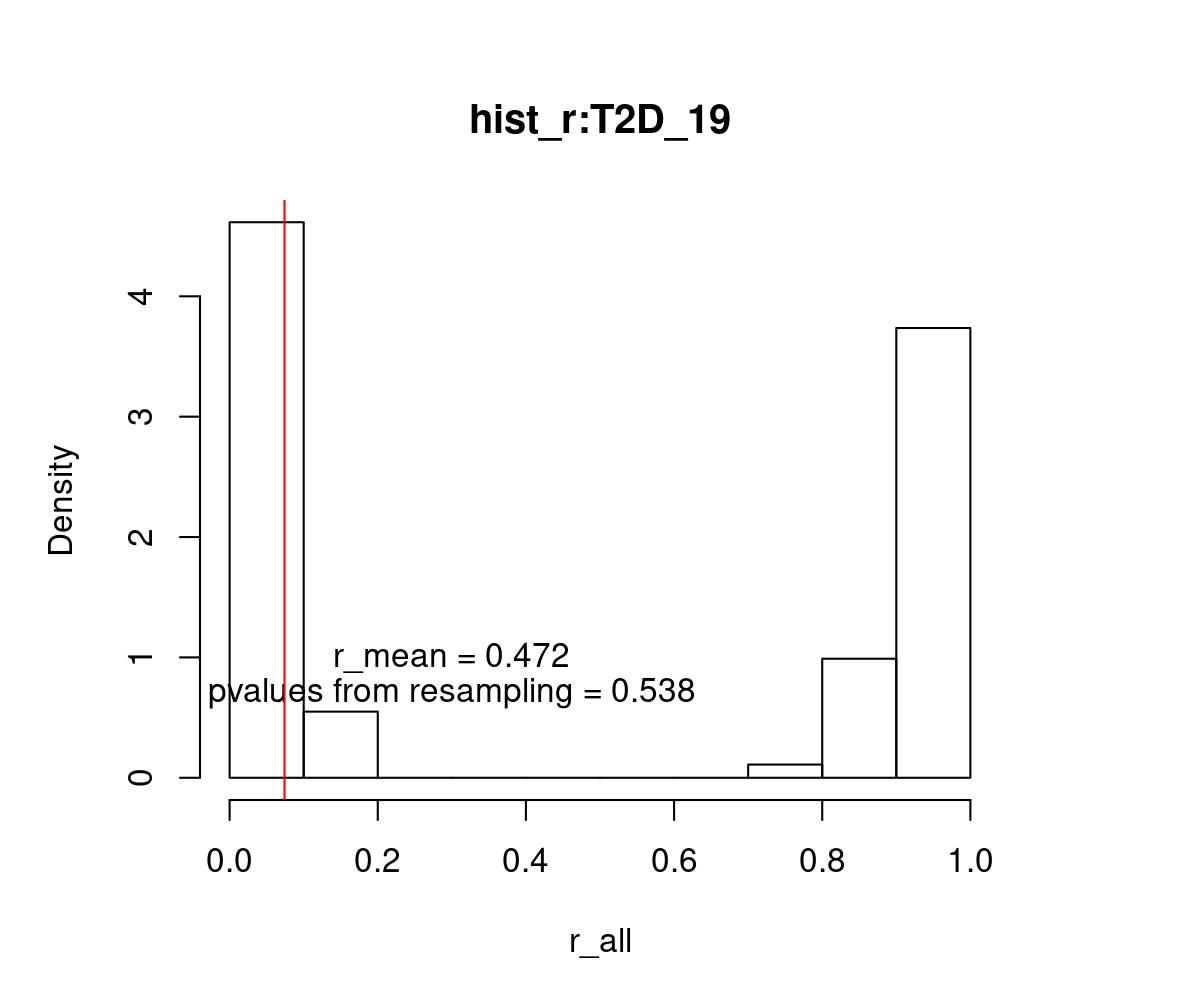 hist_r:T2D_19
Density
4
3
2
1
0
r_mean = 0.472
pvalues from resampling = 0.538
0.0 0.2 0.4 0.6 0.8 1.0
r_all